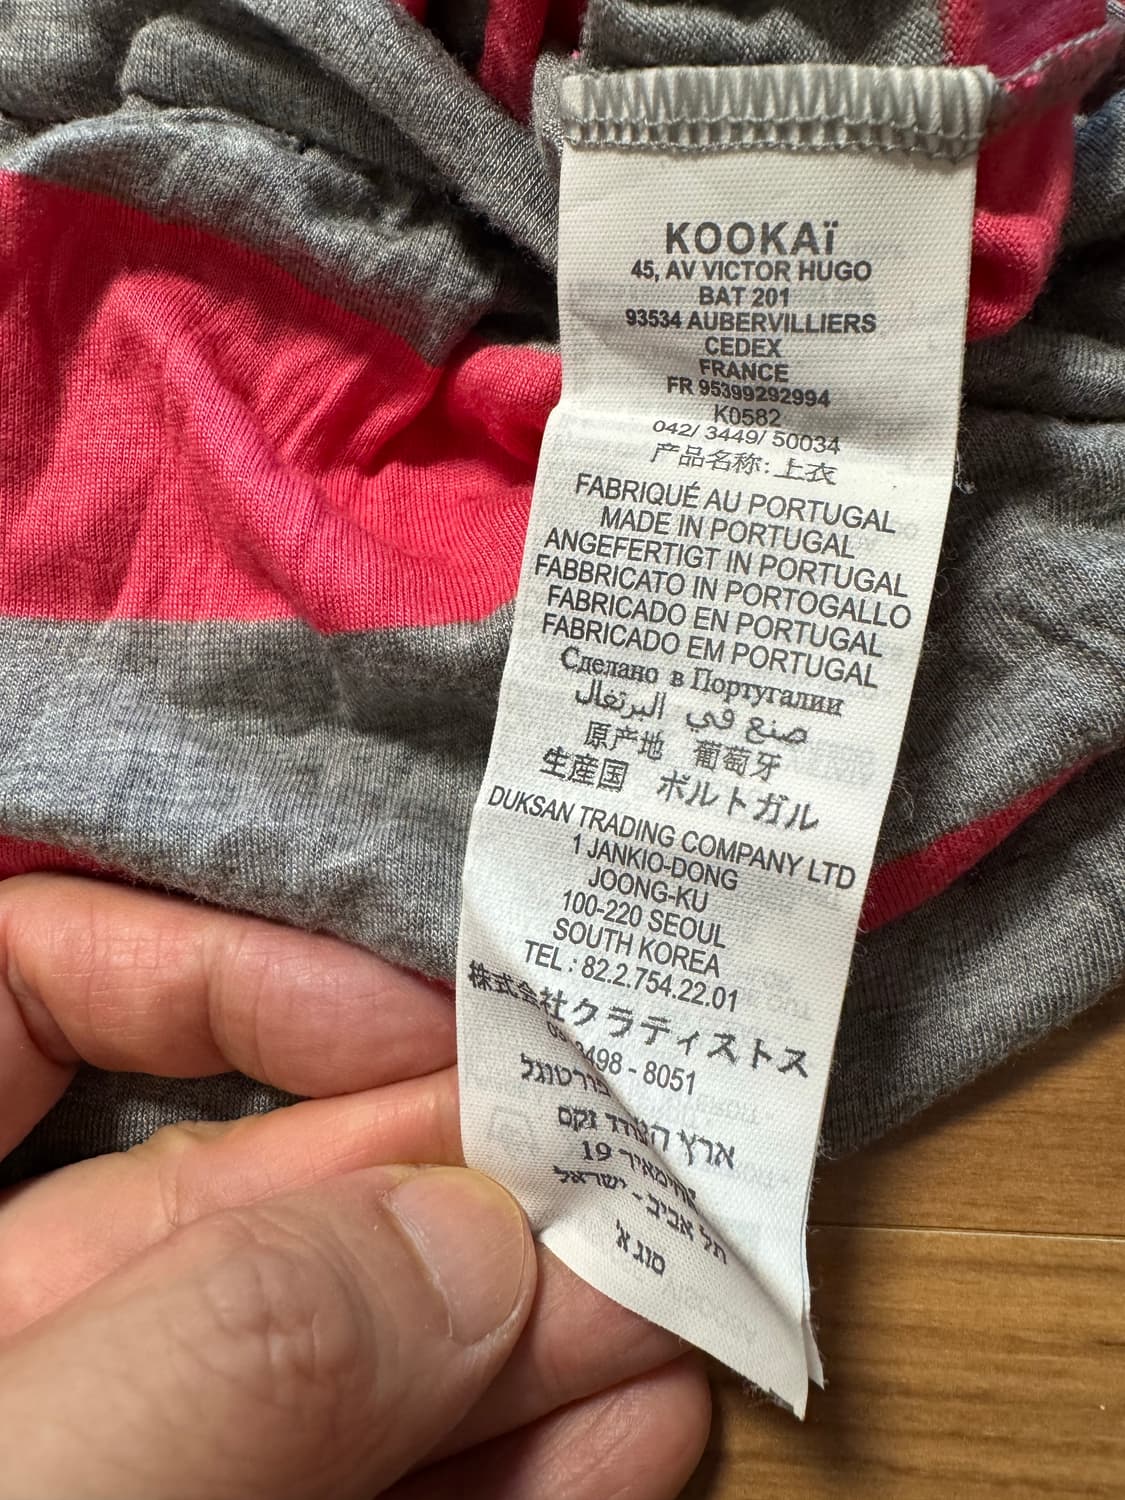 KOOKAï
45, AV VICTOR HUGO
BAT 201
93534 AUBERVILLIERS
CEDEX
FRANCE
FR 95399292994
K0582
042/ 3449/ 50034
产品名称: 上衣
FABRIQUÉ AU PORTUGAL
MADE IN PORTUGAL
ANGEFERTIGT IN PORTUGAL
FABBRICATO IN PORTOGALLO
FABRICADO EN PORTUGAL
FABRICADO EM PORTUGAL
Сделано в Португалии
صنع في البرتغال
原产地 葡萄牙
生産国 ポルトガル
DUKSAN TRADING COMPANY LTD
1 JANKIO-DONG
JOONG-KU
100-220 SEOUL
SOUTH KOREA
TEL : 82.2.754.22.01
株式会社クラティストス
3498 - 8051
פורטוגל
ארץ
19
תל אביב - ישראל
סוג א'